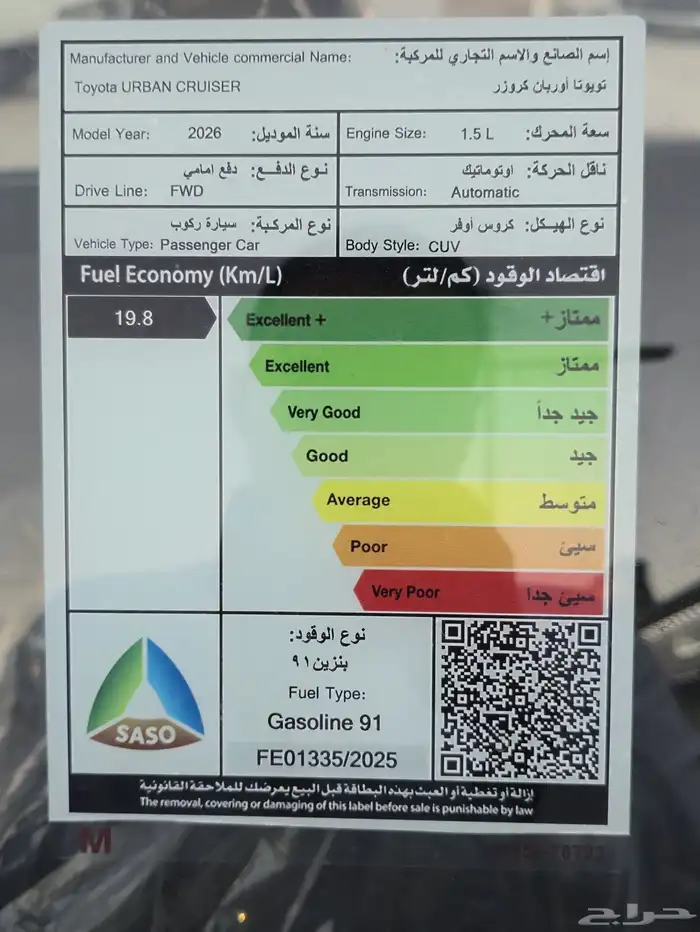 Manufacturer and Vehicle commercial Name: إسم الصانع والاسم التجاري للمركبة:
Toyota URBAN CRUISER تويوتا أوربان كروزر
Model Year: 2026 سنة الموديل:
Engine Size: 1.5 L سعة المحرك:
نوع الدفـــع: دفع امامي
Drive Line: FWD
ناقل الحركة: اوتوماتيك
Transmission: Automatic
نوع المركبة: سيارة ركوب
Vehicle Type: Passenger Car
نوع الهيكل: كروس أوفر
Body Style: CUV
Fuel Economy (Km/L) اقتصاد الوقود (كم/لتر)
19.8
Excellent + ممتاز+
Excellent ممتاز
Very Good جيد جداً
Good جيد
Average متوسط
Poor سيئ
Very Poor سيئ جدا
SASO
نوع الوقود:
بنزين ٩١
Fuel Type:
Gasoline 91
FE01335/2025
إزالة أو تغطية أو العبث بهذه البطاقة قبل البيع يعرضك للملاحقة القانونية
The removal, covering or damaging of this label before sale is punishable by law
M
حراج